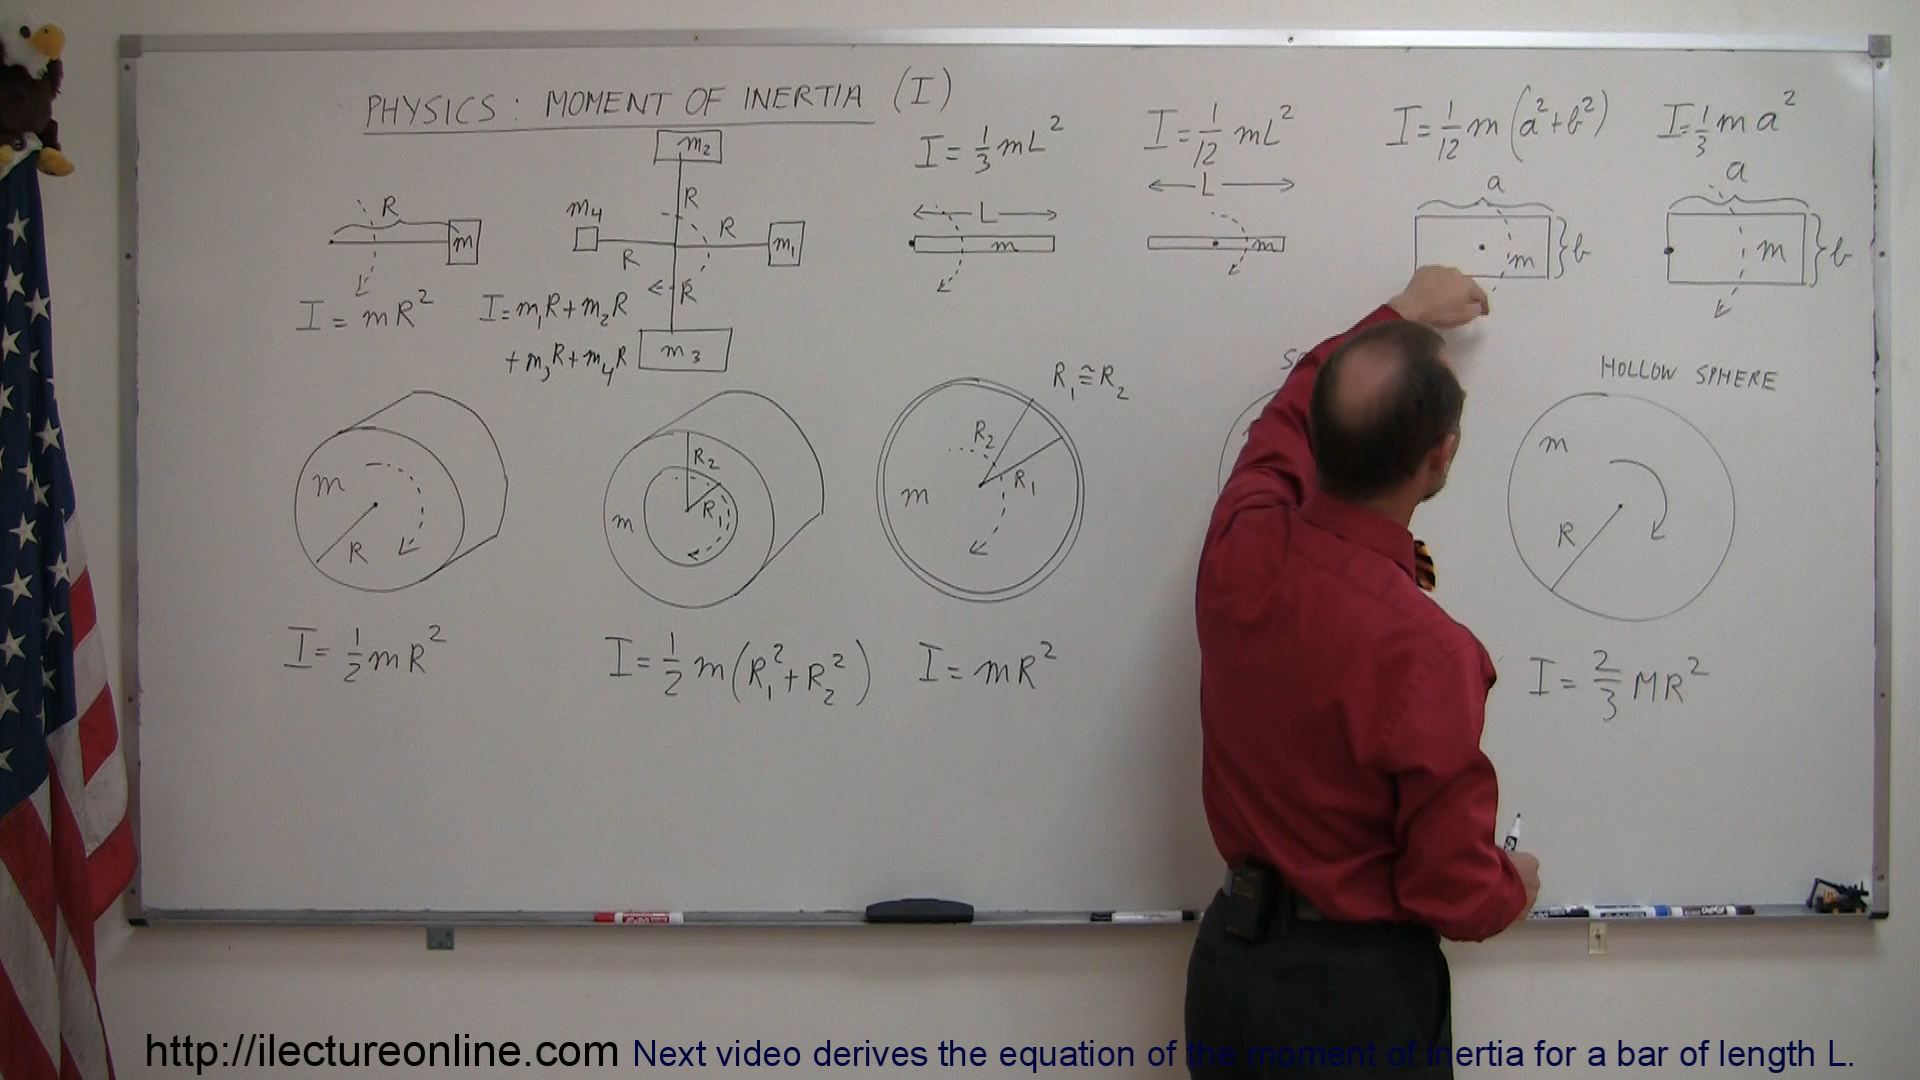 PHYSICS: MOMENT OF INERTIA (I)
I = 1/3 mL²
I = 1/12 mL²
I = 1/12 m(a² + b²)
I = 1/3 ma²
R
m
I = mR²
m₂
m₄
R
R
m₁
R
R
m₃
I = m₁R + m₂R
+ m₃R + m₄R
L
m
L
m
a
m
b
a
m
b
m
R
I = 1/2 mR²
R₂
R₁
m
I = 1/2 m(R₁² + R₂²)
R₁ ≅ R₂
R₂
R₁
m
I = mR²
HOLLOW SPHERE
m
R
I = 2/3 MR²
http://ilectureonline.com Next video derives the equation of the moment of inertia for a bar of length L.